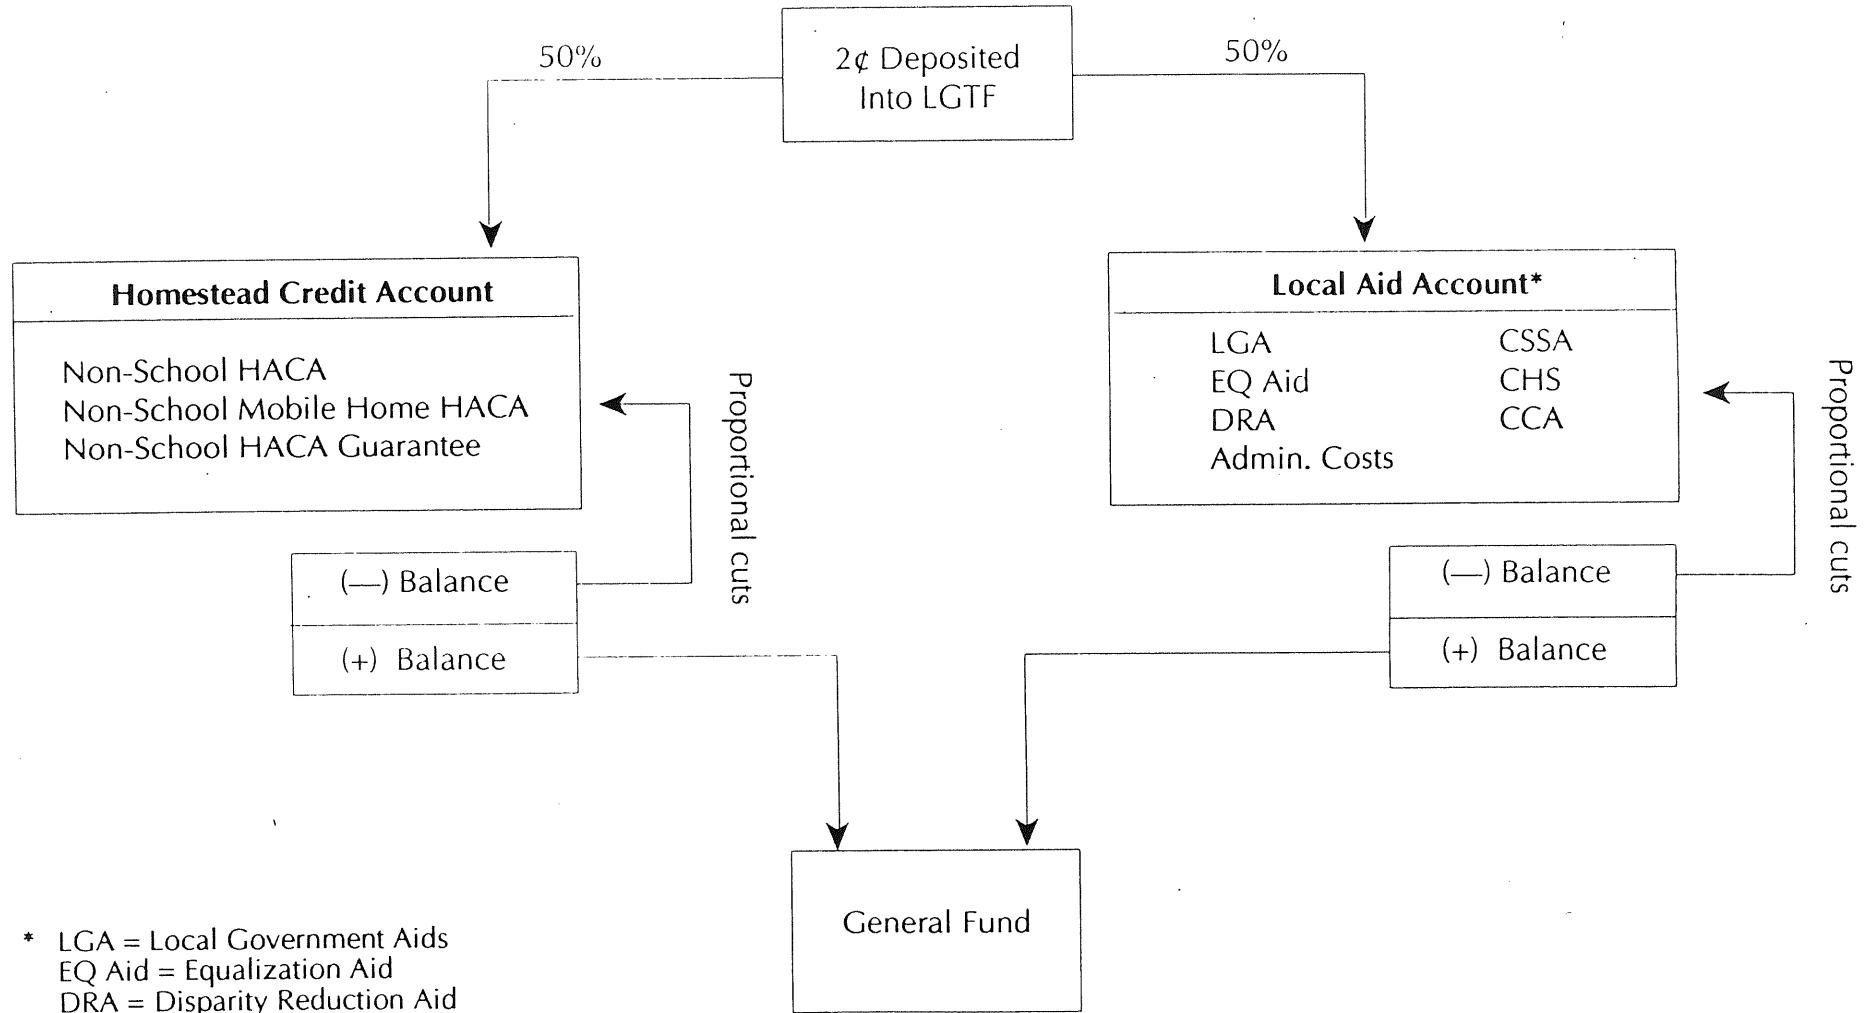 50%
2¢ Deposited
Into LGTF
50%
Homestead Credit Account
Non-School HACA
Non-School Mobile Home HACA
Non-School HACA Guarantee
Proportional cuts
(—) Balance
(+) Balance
Local Aid Account*
LGA CSSA
EQ Aid CHS
DRA CCA
Admin. Costs
Proportional cuts
(—) Balance
(+) Balance
General Fund
* LGA = Local Government Aids
EQ Aid = Equalization Aid
DRA = Disparity Reduction Aid